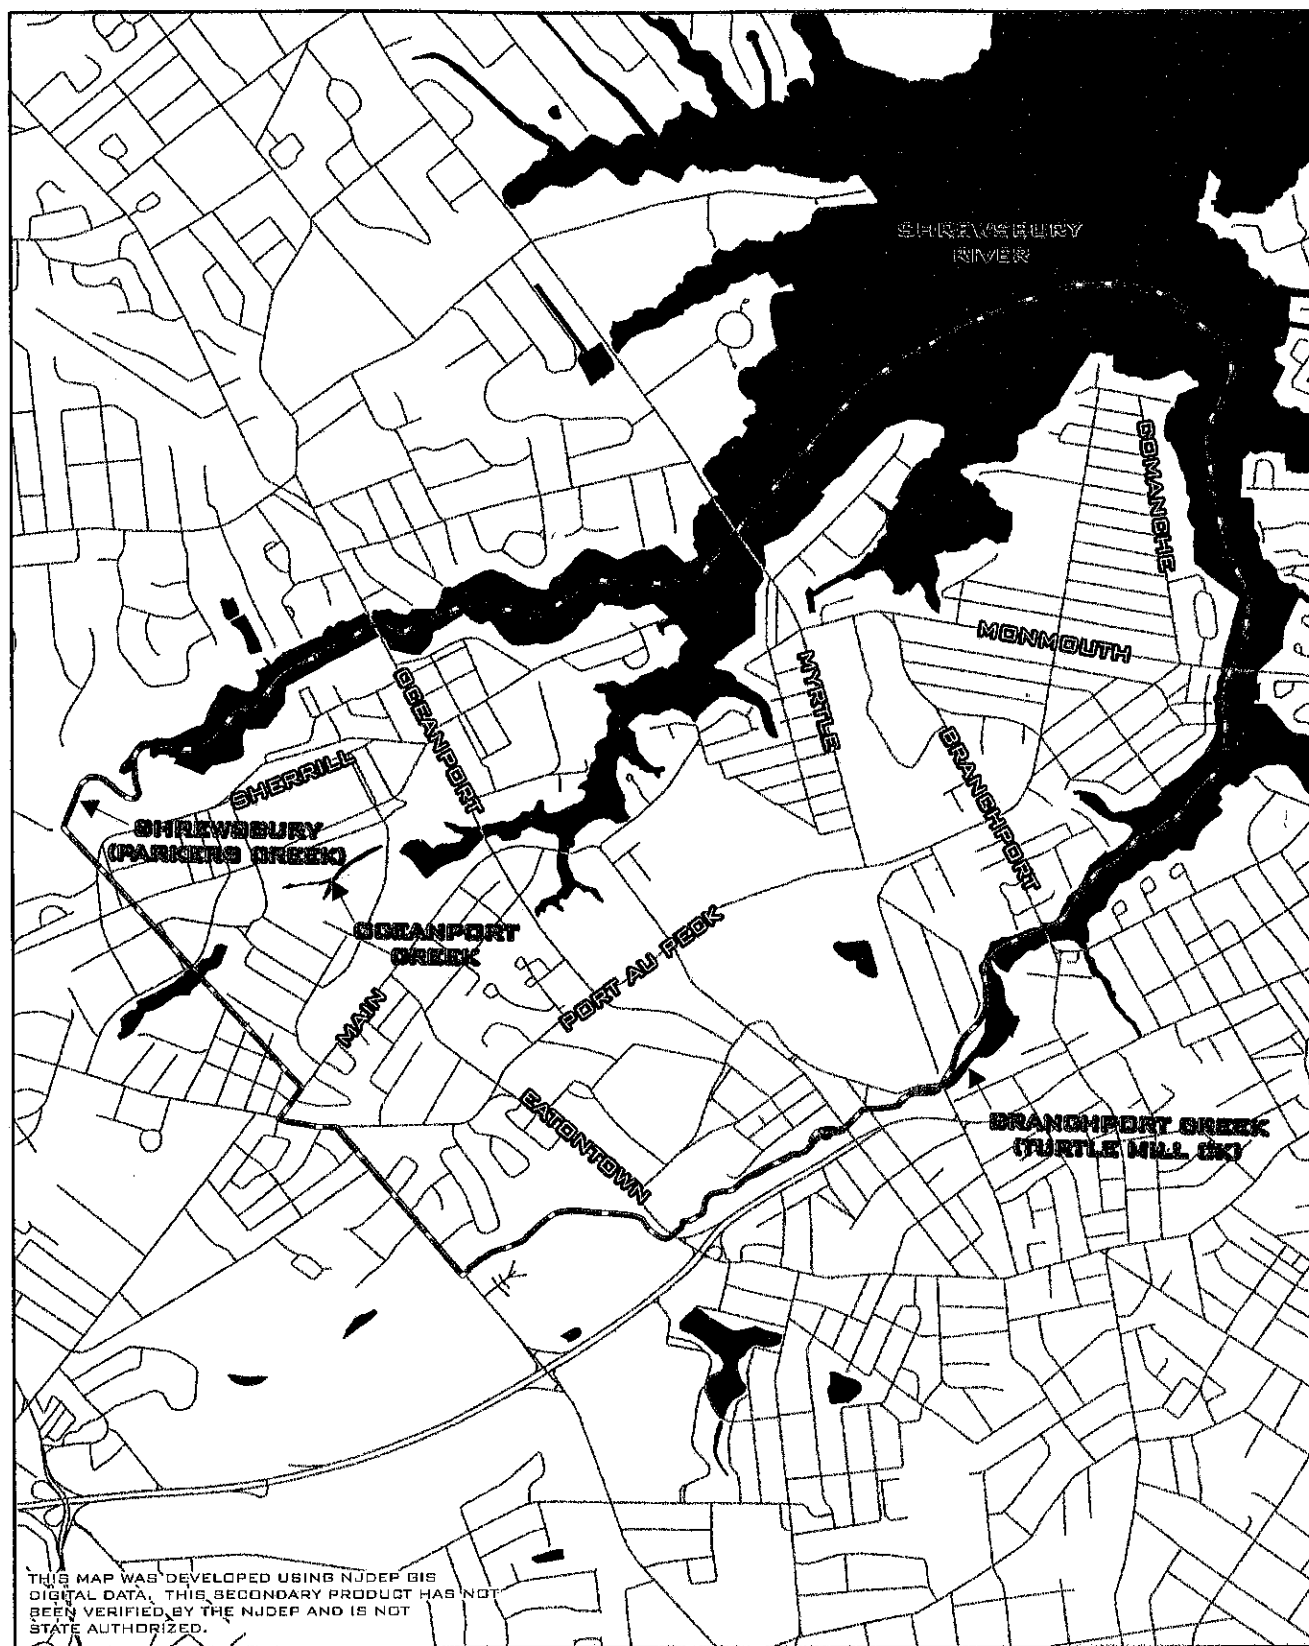 SHREWSBURY
RIVER
COMANCHE
MONMOUTH
MYRTLE
OCEANPORT
BRANCHPORT
SHERRILL
SHREWSBURY
(PARKERS CREEK)
OCEANPORT
CREEK
PORT AU PECK
MAIN
EATONTOWN
BRANCHPORT CREEK
(TURTLE MILL BK)
THIS MAP WAS DEVELOPED USING NJDEP GIS
DIGITAL DATA. THIS SECONDARY PRODUCT HAS NOT
BEEN VERIFIED BY THE NJDEP AND IS NOT
STATE AUTHORIZED.